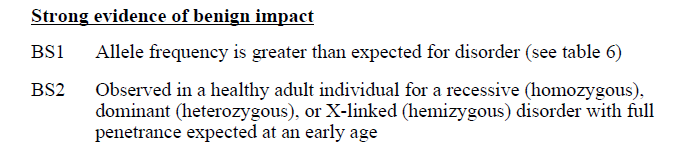 Strong evidence of benign impact
BS1 Allele frequency is greater than expected for disorder (see table 6)
BS2 Observed in a healthy adult individual for a recessive (homozygous),
dominant (heterozygous), or X-linked (hemizygous) disorder with full
penetrance expected at an early age